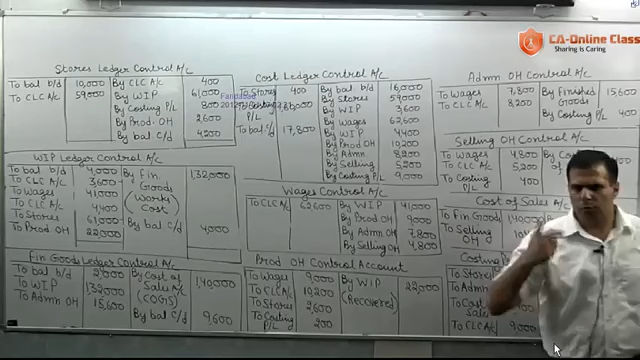 CA-Online Class
Sharing is Caring
Stores Ledger Control A/c
To bal b/d 10,000 By CLC A/c 400
To CLC A/c 59,000 By WIP 61,000
By Costing P/L 800
By Prod. OH 2,600
By bal C/d 4,200
WIP Ledger Control A/c
To bal b/d 4,000 By Fin. 1,32,000
To CLC A/c 3,600 Goods
To Wages 41,000 (Works
To CLC A/c 4,400 Cost)
To Stores 61,000 By bal C/d 4,000
To Prod OH 22,000
Fin Goods Ledger Control A/c
To bal b/d 2,000 By Cost of 1,40,000
To WIP 1,32,000 Sales A/c
To Admn OH 15,600 (COGS)
By bal C/d 9,600
Cost Ledger Control A/c
To Stores 400 By bal b/d 16,000
To Costing By Stores 59,000
P/L By WIP 3,600
To bal C/d 17,800 By Wages 62,600
By WIP 4,400
By Prod OH 10,200
By Admn 8,200
By Selling 5,200
By Costing P/L 9,000
Wages Control A/c
To CLC A/c 62,600 By WIP 41,000
By Prod OH 9,000
By Admn OH 7,800
By Selling OH 4,800
Prod OH Control Account
To Wages 9,000 By WIP 22,000
To CLC A/c 10,200 (Recovered)
To Stores 2,600
To Costing 200
P/L
Admn OH Control A/c
To Wages 7,800 By Finished 15,600
To CLC A/c 8,200 Goods
By Costing P/L 400
Selling OH Control A/c
To Wages 4,800
To CLC A/c 5,200
To Costing 400
P/L
Cost of Sales A/c
To Fin Goods 1,40,000
To Selling
OH
To CLC A/c 9,000